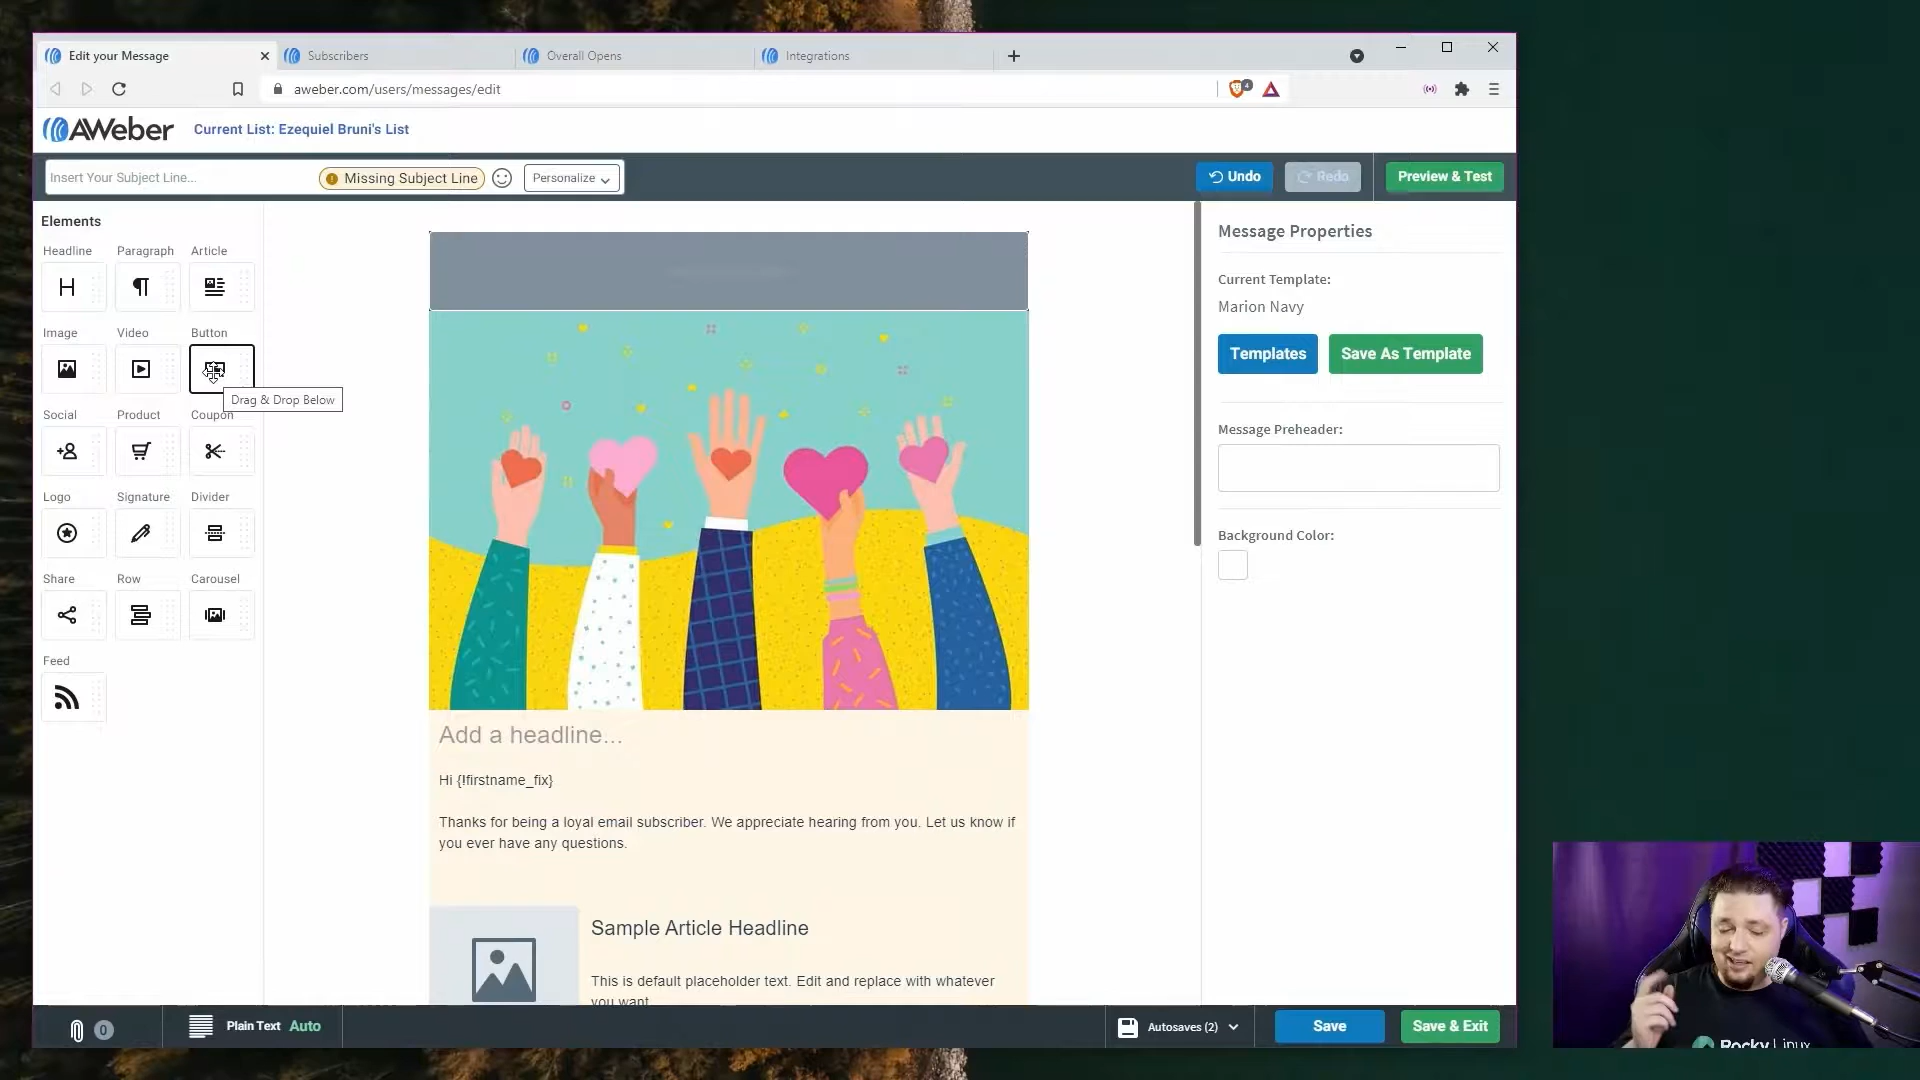 Edit your Message
Subscribers
Overall Opens
Integrations
aweber.com/users/messages/edit
4
AWeber
Current List: Ezequiel Bruni's List
Insert Your Subject Line...
Missing Subject Line
Personalize
Undo
Redo
Preview & Test
Elements
Headline
Paragraph
Article
H
Image
Video
Button
Drag & Drop Below
Social
Product
Coupon
Logo
Signature
Divider
Share
Row
Carousel
Feed
Add a headline...
Hi {!firstname_fix}
Thanks for being a loyal email subscriber. We appreciate hearing from you. Let us know if
you ever have any questions.
Sample Article Headline
This is default placeholder text. Edit and replace with whatever
you want
Message Properties
Current Template:
Marion Navy
Templates
Save As Template
Message Preheader:
Background Color:
0
Plain Text Auto
Autosaves (2)
Save
Save & Exit
Rocky Linux